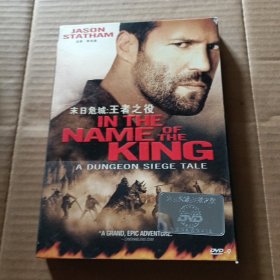 JASON
STATHAM
末日危城:王者之役
IN THE
NAME OF THE
KING
A DUNGEON SIEGE TALE
"A GRAND, EPIC ADVENTURE."
DVD
DVD-9